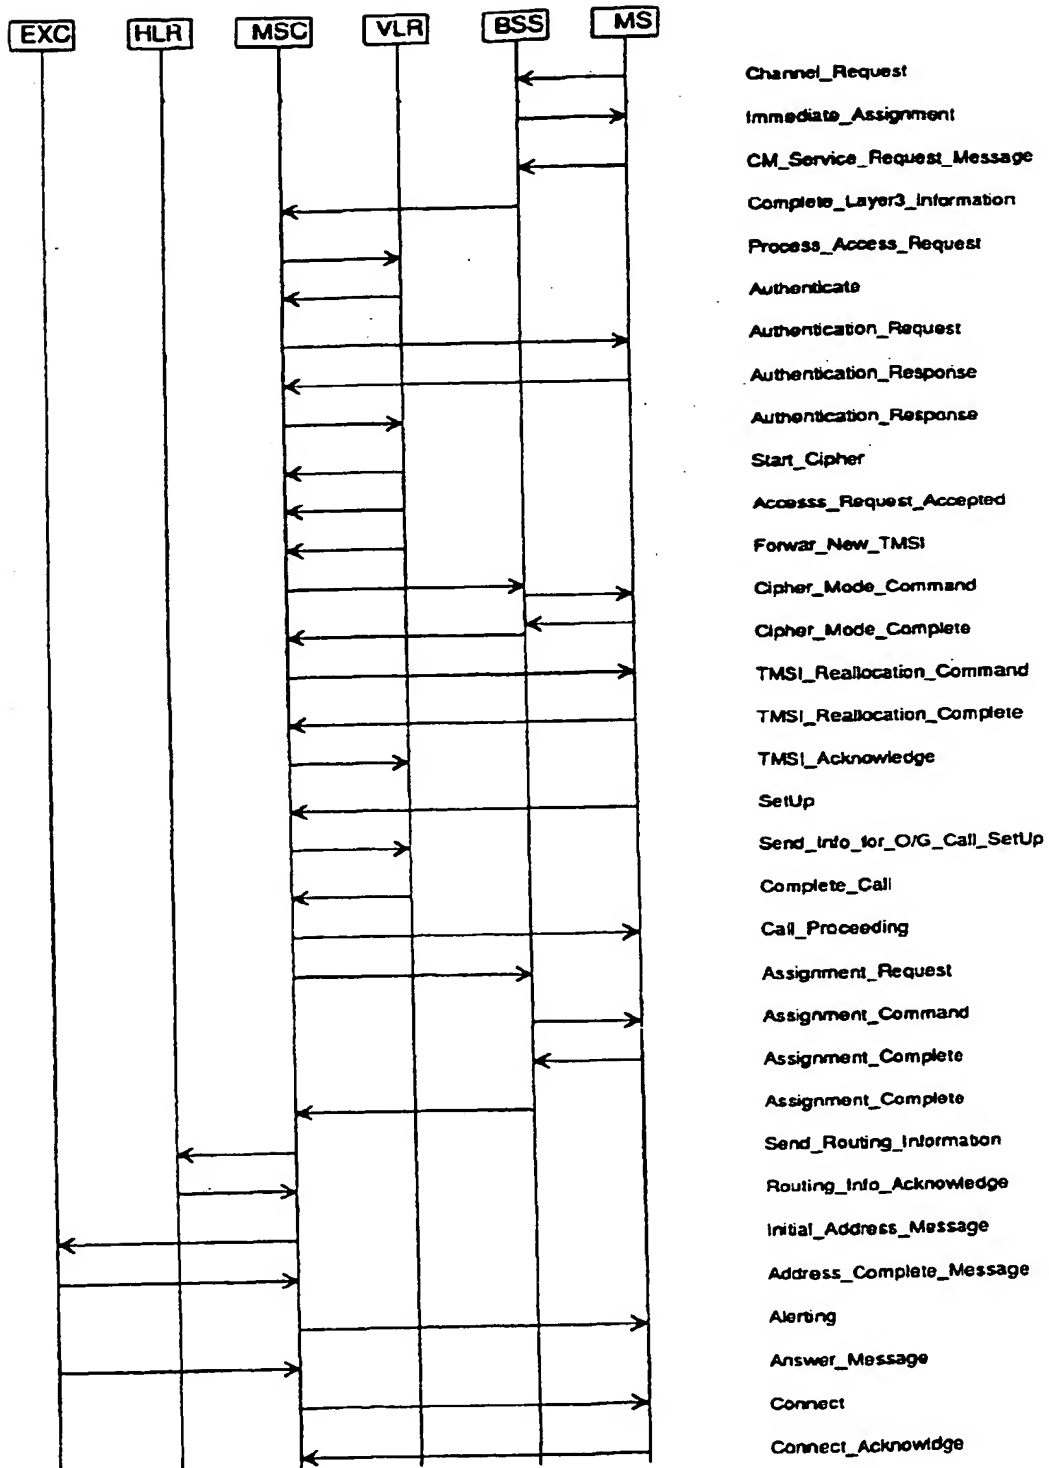 EXC HLR MSC VLR BSS MS
Channel_Request
Immediate_Assignment
CM_Service_Request_Message
Complete_Layer3_Information
Process_Access_Request
Authenticate
Authentication_Request
Authentication_Response
Authentication_Response
Start_Cipher
Accesss_Request_Accepted
Forwar_New_TMSI
Cipher_Mode_Command
Cipher_Mode_Complete
TMSI_Reallocation_Command
TMSI_Reallocation_Complete
TMSI_Acknowledge
SetUp
Send_Info_for_O/G_Call_SetUp
Complete_Call
Call_Proceeding
Assignment_Request
Assignment_Command
Assignment_Complete
Assignment_Complete
Send_Routing_Information
Routing_Info_Acknowledge
Initial_Address_Message
Address_Complete_Message
Alerting
Answer_Message
Connect
Connect_Acknowldge